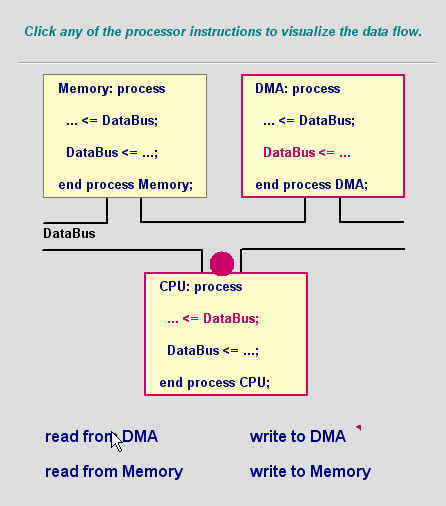 Click any of the processor instructions to visualize the data flow.
Memory: process
... <= DataBus;
DataBus <= ...;
end process Memory;
DMA: process
... <= DataBus;
DataBus <= ...
end process DMA;
DataBus
CPU: process
... <= DataBus;
DataBus <= ...;
end process CPU;
read from DMA
write to DMA
read from Memory
write to Memory